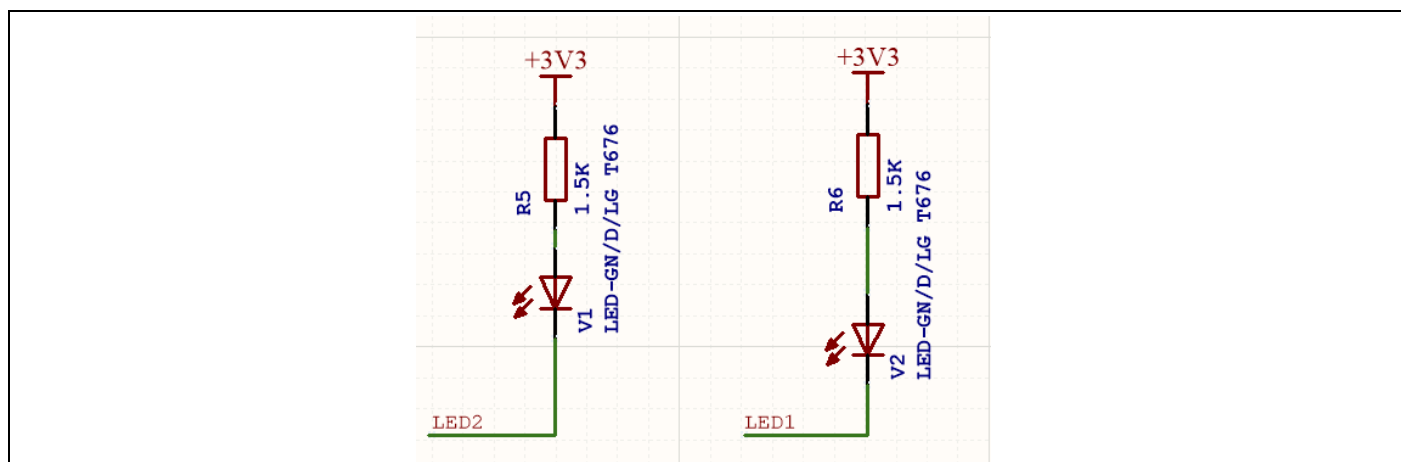 +3V3
R5
1.5K
LED-GN/D/LG T676
V1
LED2
+3V3
R6
1.5K
LED-GN/D/LG T676
V2
LED1